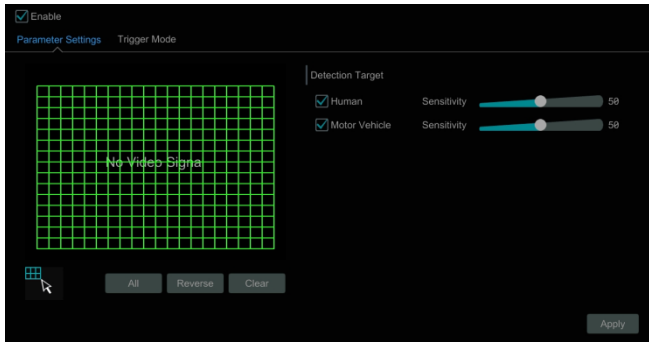 Enable
Parameter Settings Trigger Mode
Detection Target
Human Sensitivity 50
Motor Vehicle Sensitivity 50
No Video Signa
All Reverse Clear
Apply